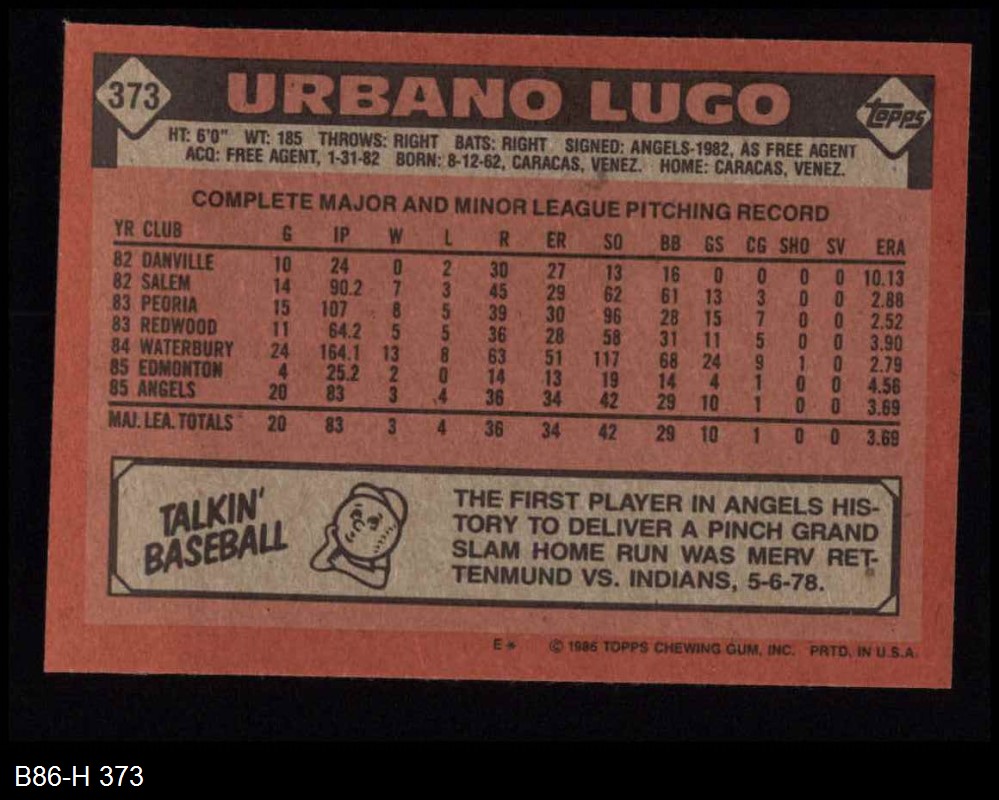 373 URBANO LUGO Topps
HT: 6'0" WT: 185 THROWS: RIGHT BATS: RIGHT SIGNED: ANGELS-1982, AS FREE AGENT
ACQ: FREE AGENT, 1-31-82 BORN: 8-12-62, CARACAS, VENEZ. HOME: CARACAS, VENEZ.
COMPLETE MAJOR AND MINOR LEAGUE PITCHING RECORD
YR CLUB G IP W L R ER SO BB GS CG SHO SV ERA
82 DANVILLE 10 24 0 2 30 27 13 16 0 0 0 0 10.13
82 SALEM 14 90.2 7 3 45 29 62 61 13 3 0 0 2.88
83 PEORIA 15 107 8 5 39 30 96 28 15 7 0 0 2.52
83 REDWOOD 11 64.2 5 5 36 28 58 31 11 5 0 0 3.90
84 WATERBURY 24 164.1 13 8 63 51 117 68 24 9 1 0 2.79
85 EDMONTON 4 25.2 2 0 14 13 19 14 4 1 0 0 4.56
85 ANGELS 20 83 3 4 36 34 42 29 10 1 0 0 3.69
MAJ. LEA. TOTALS 20 83 3 4 36 34 42 29 10 1 0 0 3.69
TALKIN'
BASEBALL
THE FIRST PLAYER IN ANGELS HIS-
TORY TO DELIVER A PINCH GRAND
SLAM HOME RUN WAS MERV RET-
TENMUND VS. INDIANS, 5-6-78.
E* © 1986 TOPPS CHEWING GUM, INC. PRTD. IN U.S.A.
B86-H 373